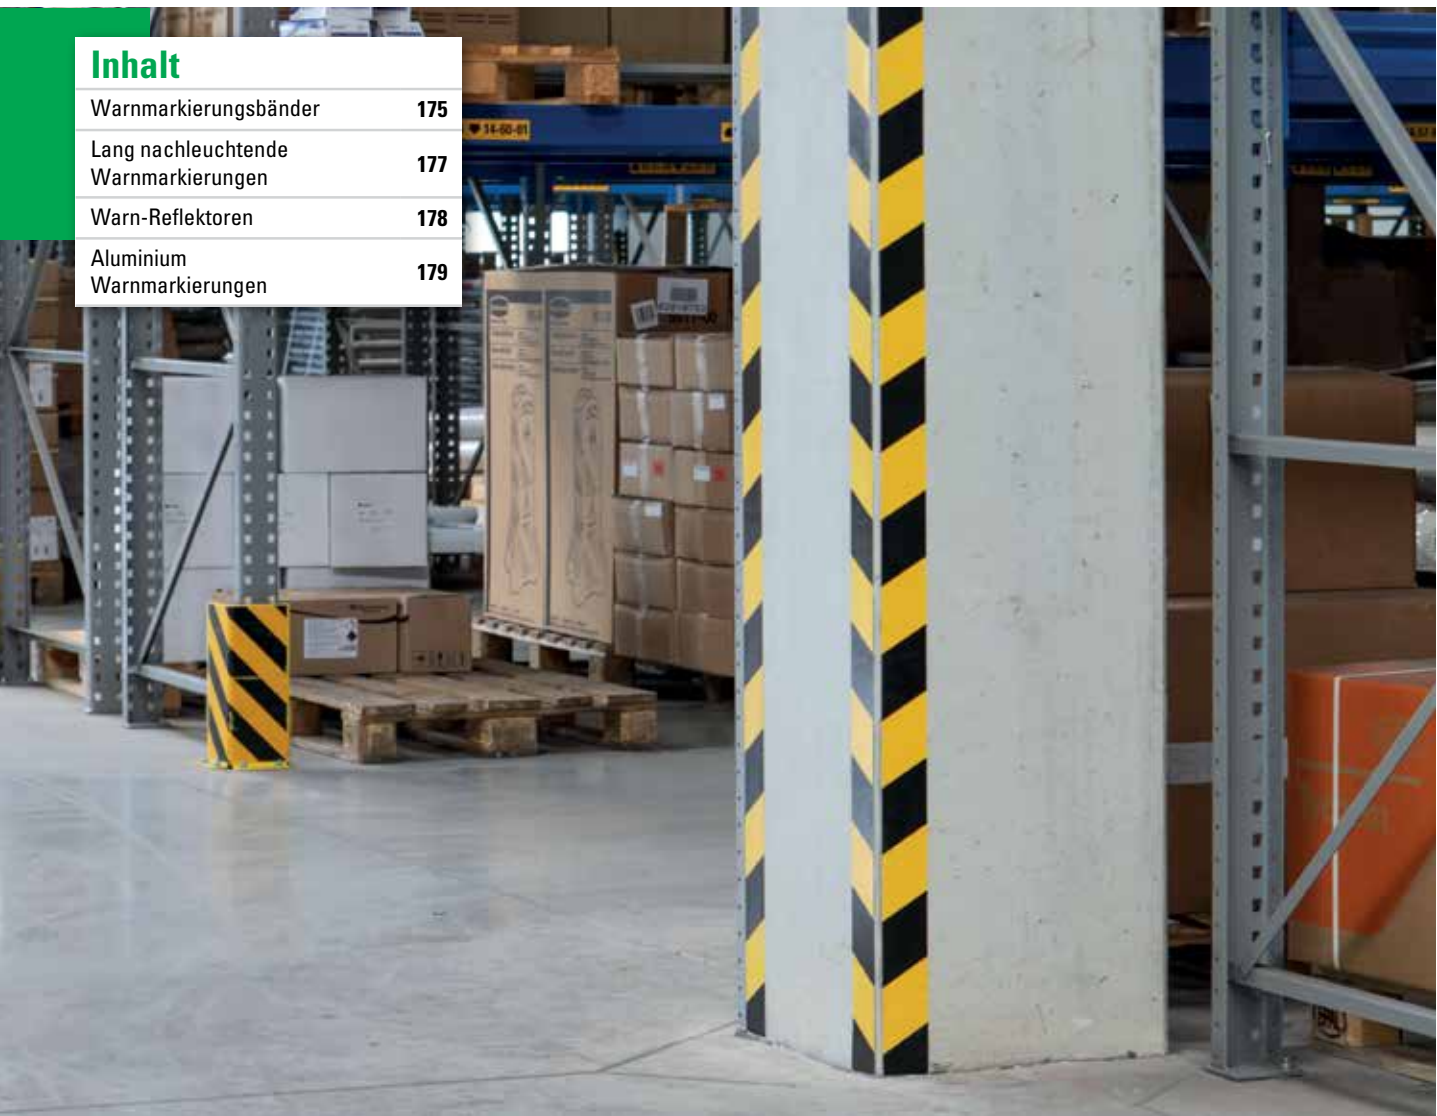 Inhalt
Warnmarkierungsbänder 175
Lang nachleuchtende
Warnmarkierungen 177
Warn-Reflektoren 178
Aluminium
Warnmarkierungen 179
14-60-01